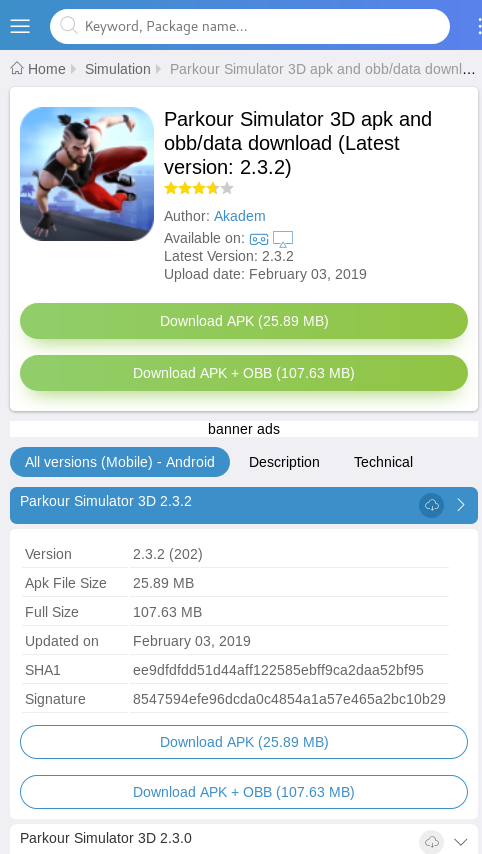 Keyword, Package name...
Home Simulation Parkour Simulator 3D apk and obb/data downl...
Parkour Simulator 3D apk and
obb/data download (Latest
version: 2.3.2)
Author: Akadem
Available on:
Latest Version: 2.3.2
Upload date: February 03, 2019
Download APK (25.89 MB)
Download APK + OBB (107.63 MB)
banner ads
All versions (Mobile) - Android Description Technical
Parkour Simulator 3D 2.3.2
Version 2.3.2 (202)
Apk File Size 25.89 MB
Full Size 107.63 MB
Updated on February 03, 2019
SHA1 ee9dfdfdd51d44aff122585ebff9ca2daa52bf95
Signature 8547594efe96dcda0c4854a1a57e465a2bc10b29
Download APK (25.89 MB)
Download APK + OBB (107.63 MB)
Parkour Simulator 3D 2.3.0